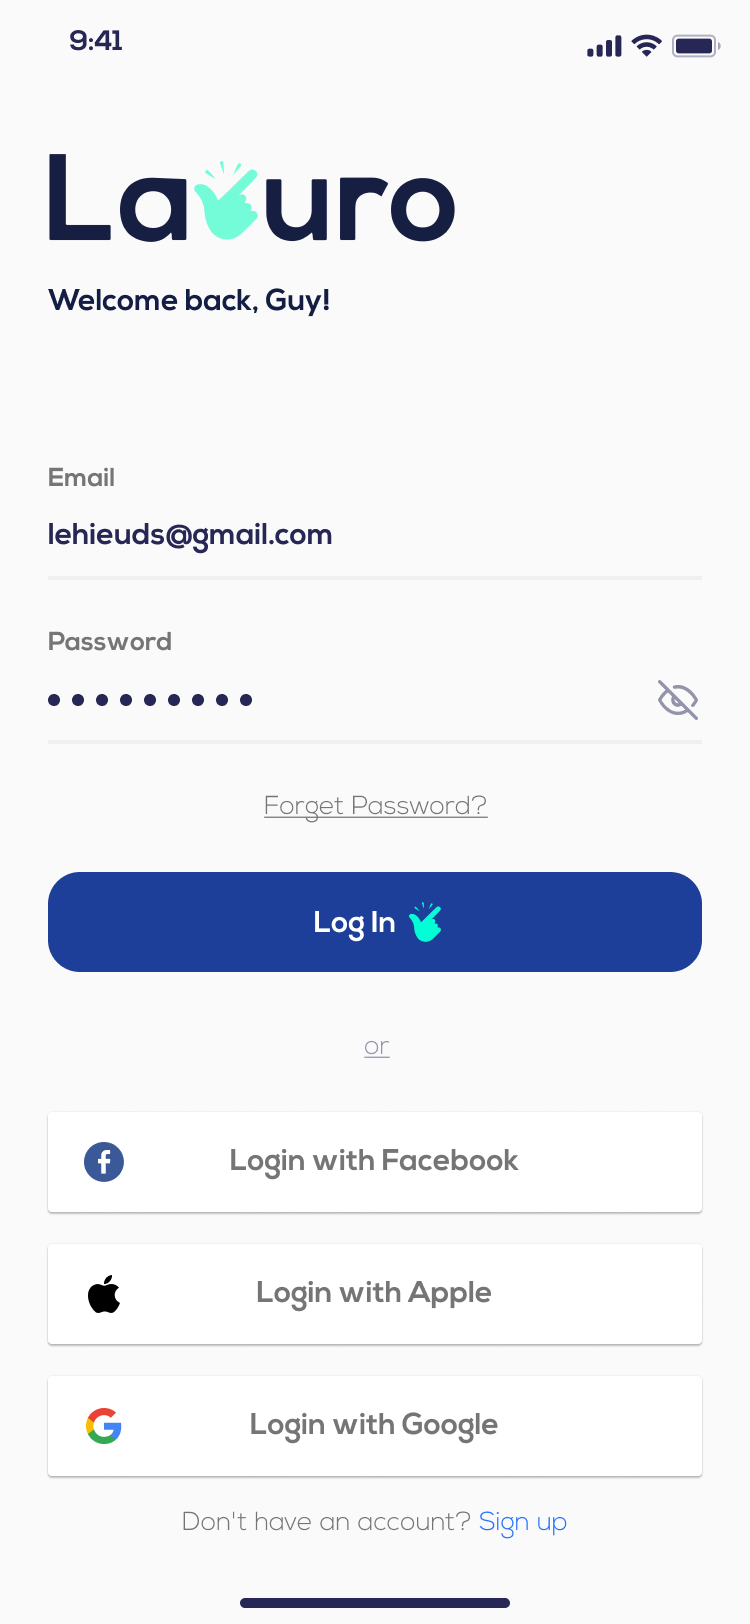 9:41
Lavuro
Welcome back, Guy!
Email
lehieuds@gmail.com
Password
Forget Password?
Log In
or
Login with Facebook
Login with Apple
Login with Google
Don't have an account? Sign up